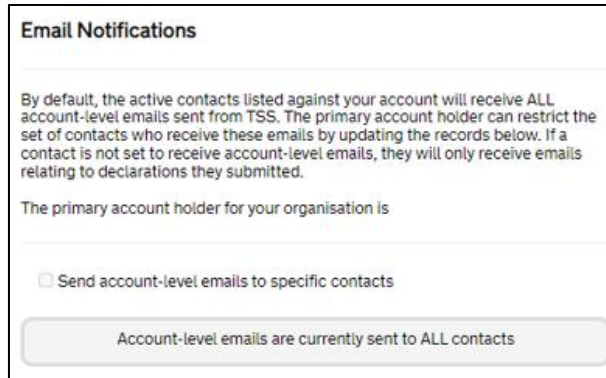 Email Notifications
By default, the active contacts listed against your account will receive ALL
account-level emails sent from TSS. The primary account holder can restrict the
set of contacts who receive these emails by updating the records below. If a
contact is not set to receive account-level emails, they will only receive emails
relating to declarations they submitted.
The primary account holder for your organisation is
Send account-level emails to specific contacts
Account-level emails are currently sent to ALL contacts